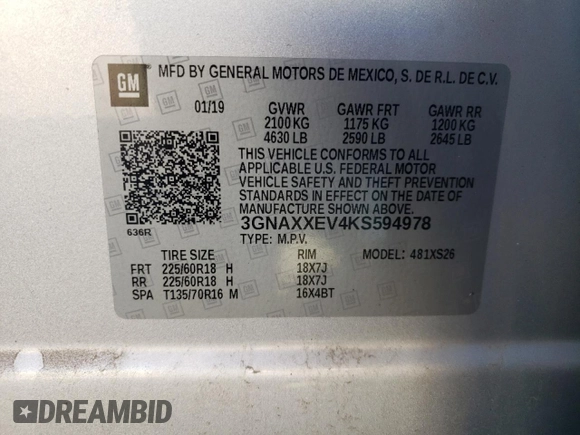 GM
MFD BY GENERAL MOTORS DE MEXICO, S. DE R.L. DE C.V.
01/19 GVWR GAWR FRT GAWR RR
2100 KG 1175 KG 1200 KG
4630 LB 2590 LB 2645 LB
THIS VEHICLE CONFORMS TO ALL
APPLICABLE U.S. FEDERAL MOTOR
VEHICLE SAFETY AND THEFT PREVENTION
STANDARDS IN EFFECT ON THE DATE OF
MANUFACTURE SHOWN ABOVE.
636R
3GNAXXEV4KS594978
TYPE: M.P.V.
TIRE SIZE RIM MODEL: 481XS26
FRT 225/60R18 H 18X7J
RR 225/60R18 H 18X7J
SPA T135/70R16 M 16X4BT
DREAMBID